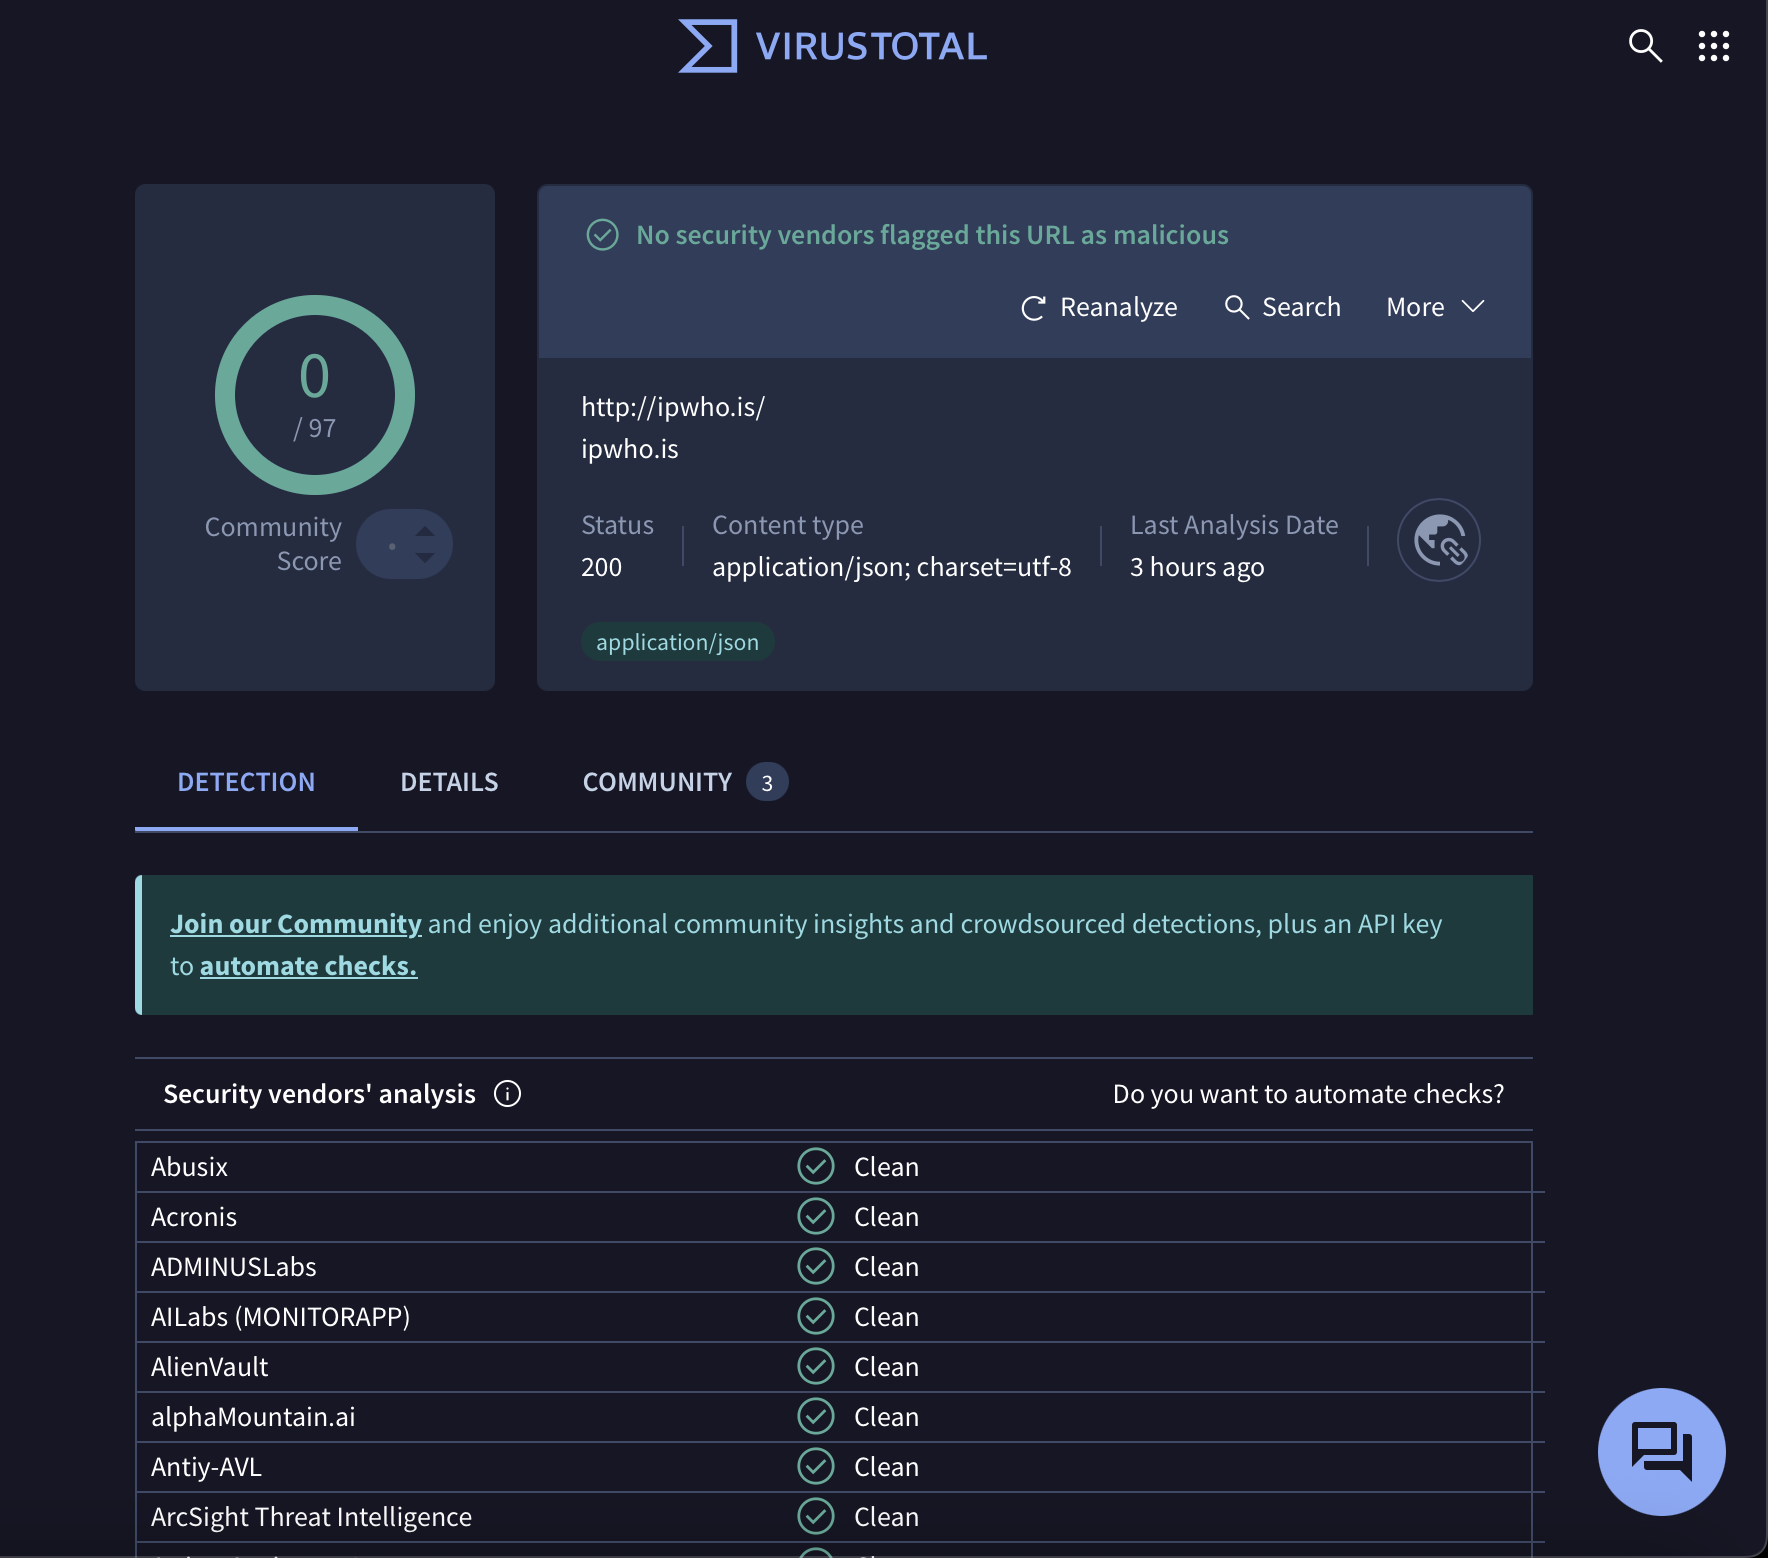 VIRUSTOTAL
No security vendors flagged this URL as malicious
Reanalyze Search More
0
/ 97
Community
Score
http://ipwho.is/
ipwho.is
Status Content type Last Analysis Date
200 application/json; charset=utf-8 3 hours ago
application/json
DETECTION DETAILS COMMUNITY 3
Join our Community and enjoy additional community insights and crowdsourced detections, plus an API key
to automate checks.
Security vendors' analysis Do you want to automate checks?
Abusix Clean
Acronis Clean
ADMINUSLabs Clean
AILabs (MONITORAPP) Clean
AlienVault Clean
alphaMountain.ai Clean
Antiy-AVL Clean
ArcSight Threat Intelligence Clean